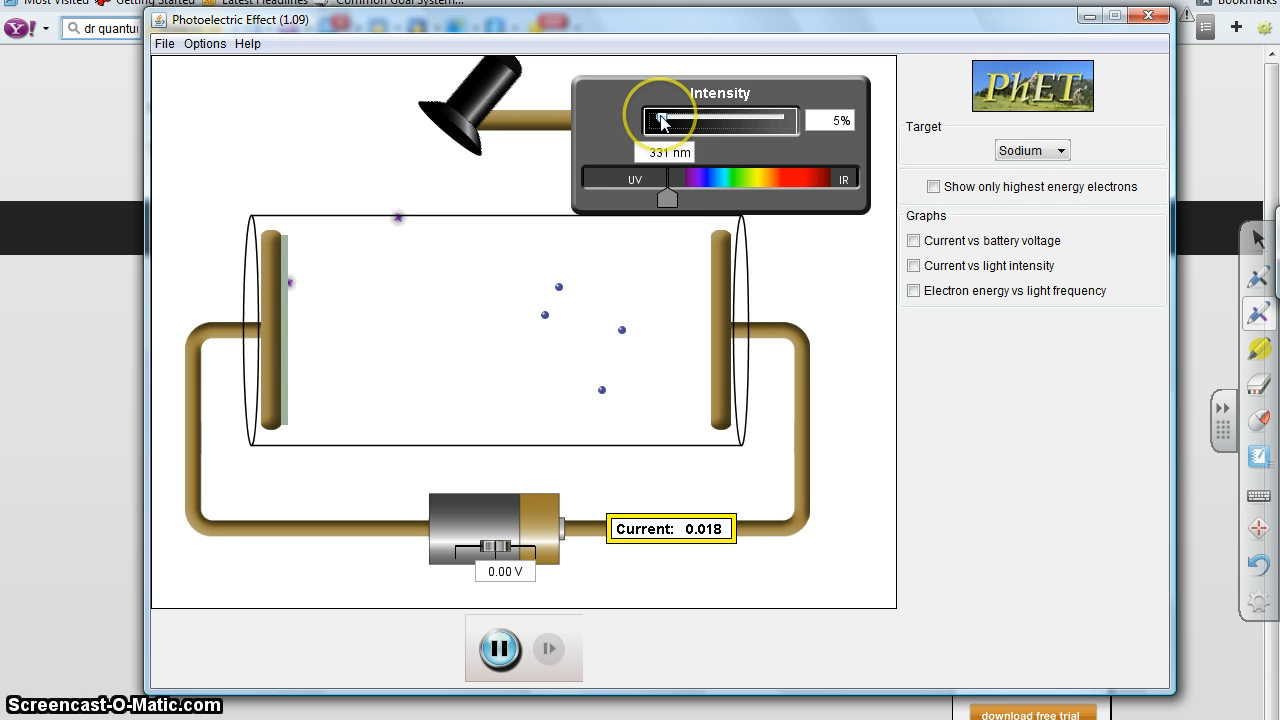 Most Visited
Getting Started
Latest Headlines
Common Goal System...
Bookmarks
Y!
dr quantu
Photoelectric Effect (1.09)
File Options Help
Intensity
5%
331 nm
UV
IR
PhET
Target
Sodium
Show only highest energy electrons
Graphs
Current vs battery voltage
Current vs light intensity
Electron energy vs light frequency
Current: 0.018
0.00 V
Screencast-O-Matic.com
download free trial